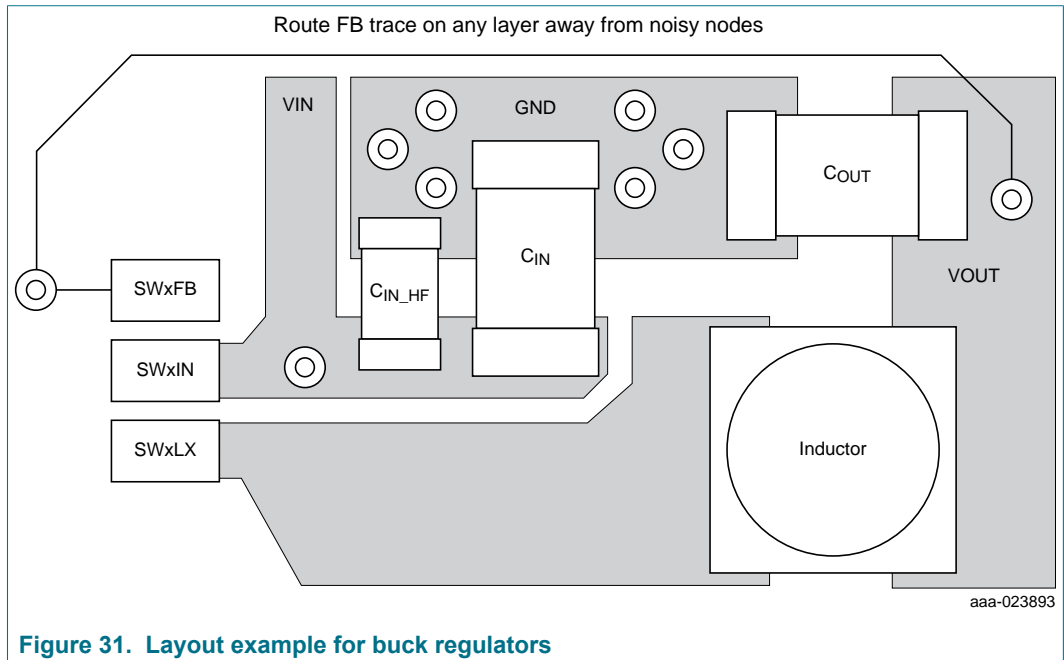 Route FB trace on any layer away from noisy nodes
VIN
GND
COUT
CIN
CIN_HF
SWxFB
VOUT
SWxIN
SWxLX
Inductor
aaa-023893
Figure 31. Layout example for buck regulators